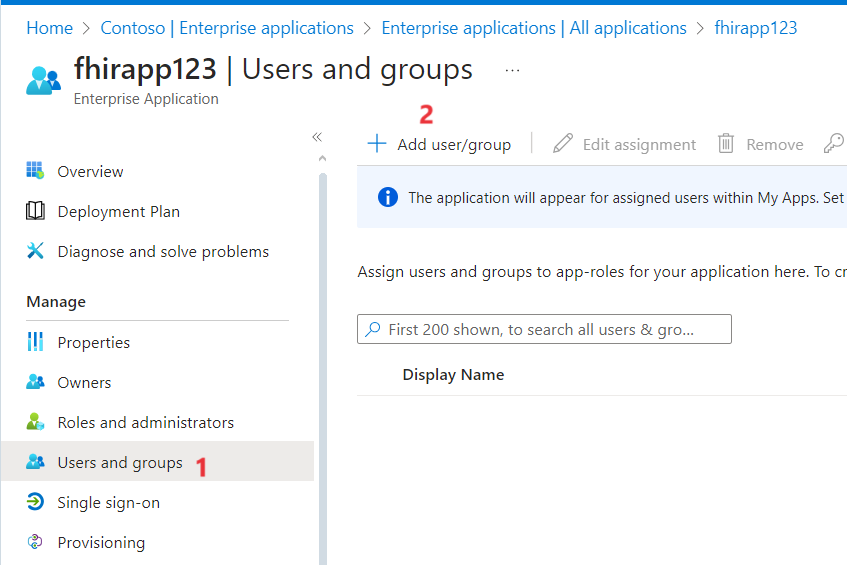 Home > Contoso | Enterprise applications > Enterprise applications | All applications > fhirapp123
fhirapp123 | Users and groups ...
Enterprise Application
2
+ Add user/group | Edit assignment Remove
The application will appear for assigned users within My Apps. Set
Assign users and groups to app-roles for your application here. To cr
First 200 shown, to search all users & gro...
Display Name
«
Overview
Deployment Plan
Diagnose and solve problems
Manage
Properties
Owners
Roles and administrators
Users and groups 1
Single sign-on
Provisioning